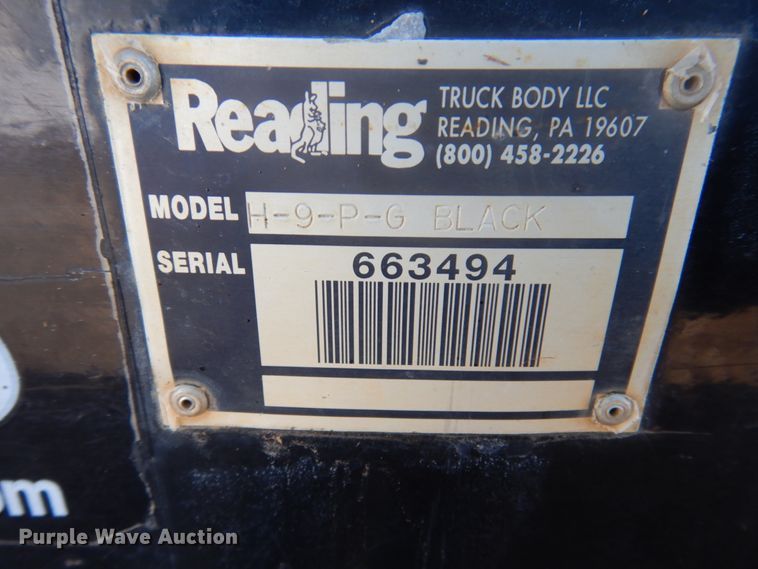 Reading
TRUCK BODY LLC
READING, PA 19607
(800) 458-2226
MODEL H-9-P-G BLACK
SERIAL 663494
om
Purple Wave Auction